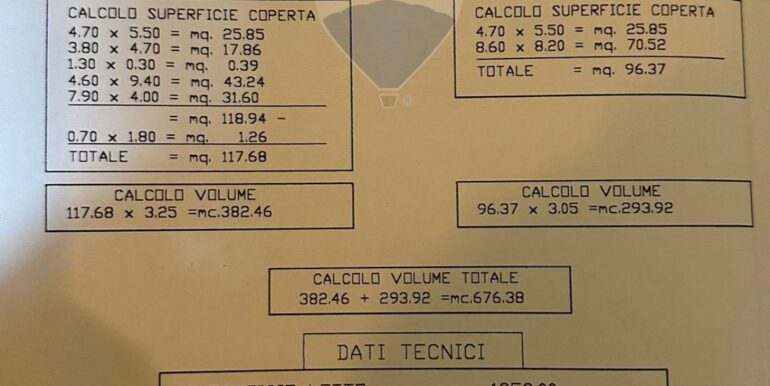 CALCOLO SUPERFICIE COPERTA
4.70 x 5.50 = mq. 25.85
3.80 x 4.70 = mq. 17.86
1.30 x 0.30 = mq. 0.39
4.60 x 9.40 = mq. 43.24
7.90 x 4.00 = mq. 31.60
= mq. 118.94 -
0.70 x 1.80 = mq. 1.26
TOTALE = mq. 117.68
CALCOLO VOLUME
117.68 x 3.25 =mc.382.46
CALCOLO SUPERFICIE COPERTA
4.70 x 5.50 = mq. 25.85
8.60 x 8.20 = mq. 70.52
TOTALE = mq. 96.37
CALCOLO VOLUME
96.37 x 3.05 =mc.293.92
CALCOLO VOLUME TOTALE
382.46 + 293.92 =mc.676.38
DATI TECNICI